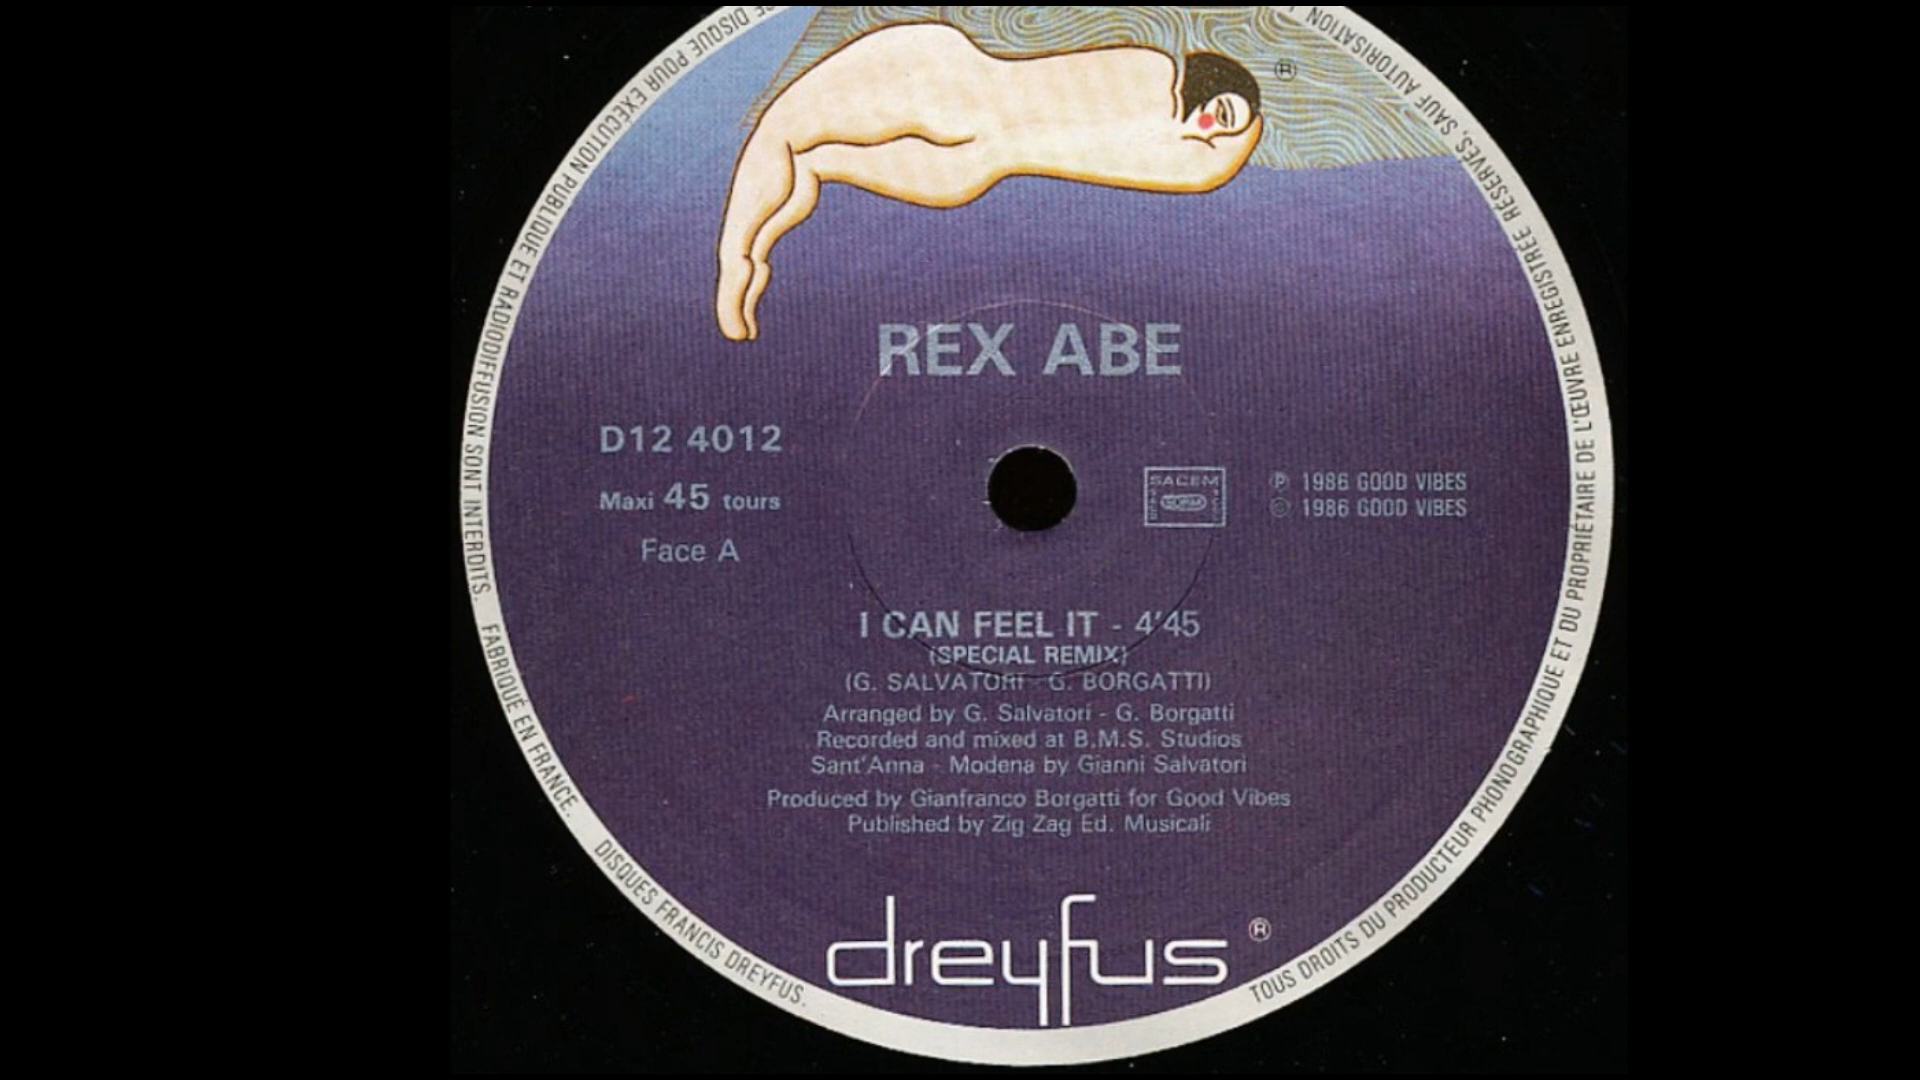 REX ABE
D12 4012
Maxi 45 tours
Face A
SACEM
℗ 1986 GOOD VIBES
© 1986 GOOD VIBES
I CAN FEEL IT - 4'45
(SPECIAL REMIX)
(G. SALVATORI - G. BORGATTI)
Arranged by G. Salvatori - G. Borgatti
Recorded and mixed at B.M.S. Studios
Sant'Anna - Modena by Gianni Salvatori
Produced by Gianfranco Borgatti for Good Vibes
Published by Zig Zag Ed. Musicali
dreyfus ®
®
TOUS DROITS DU PRODUCTEUR PHONOGRAPHIQUE ET DU PROPRIÉTAIRE DE L'ŒUVRE ENREGISTRÉE RÉSERVÉS. SAUF AUTORISATION
DISQUE POUR EXÉCUTION PUBLIQUE ET RADIODIFFUSION SONT INTERDITS. FABRIQUÉ EN FRANCE. DISQUES FRANCIS DREYFUS.